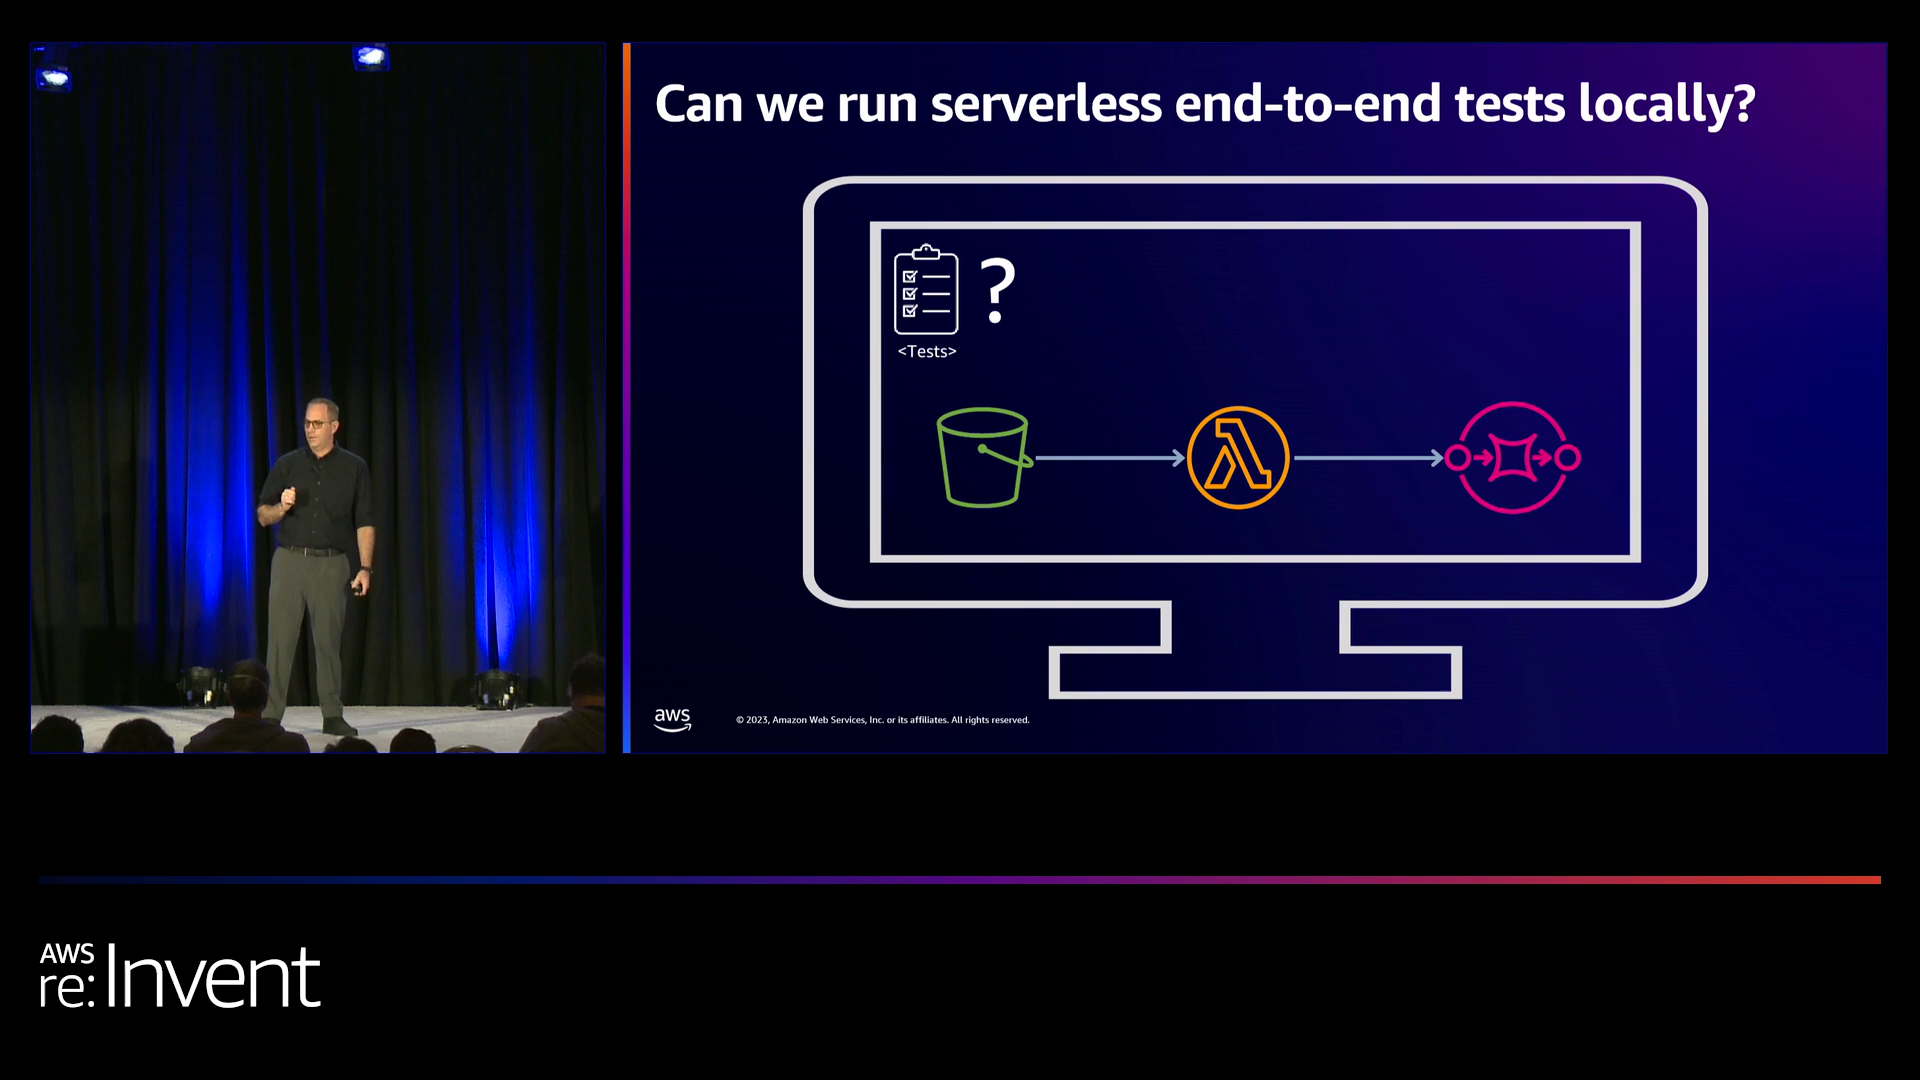 Can we run serverless end-to-end tests locally?
?
<Tests>
aws
© 2023, Amazon Web Services, Inc. or its affiliates. All rights reserved.
AWS
re:Invent